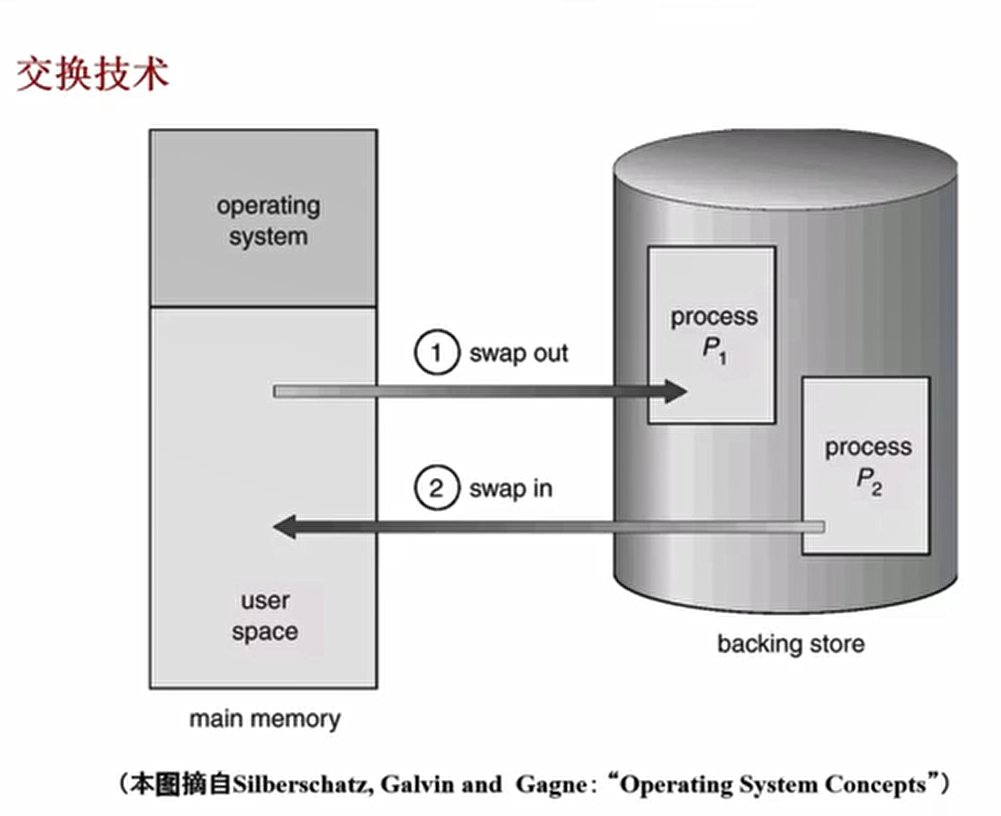 交换技术
operating
system
① swap out
process
P1
② swap in
process
P2
user
space
backing store
main memory
（本图摘自Silberschatz, Galvin and Gagne: “Operating System Concepts”）